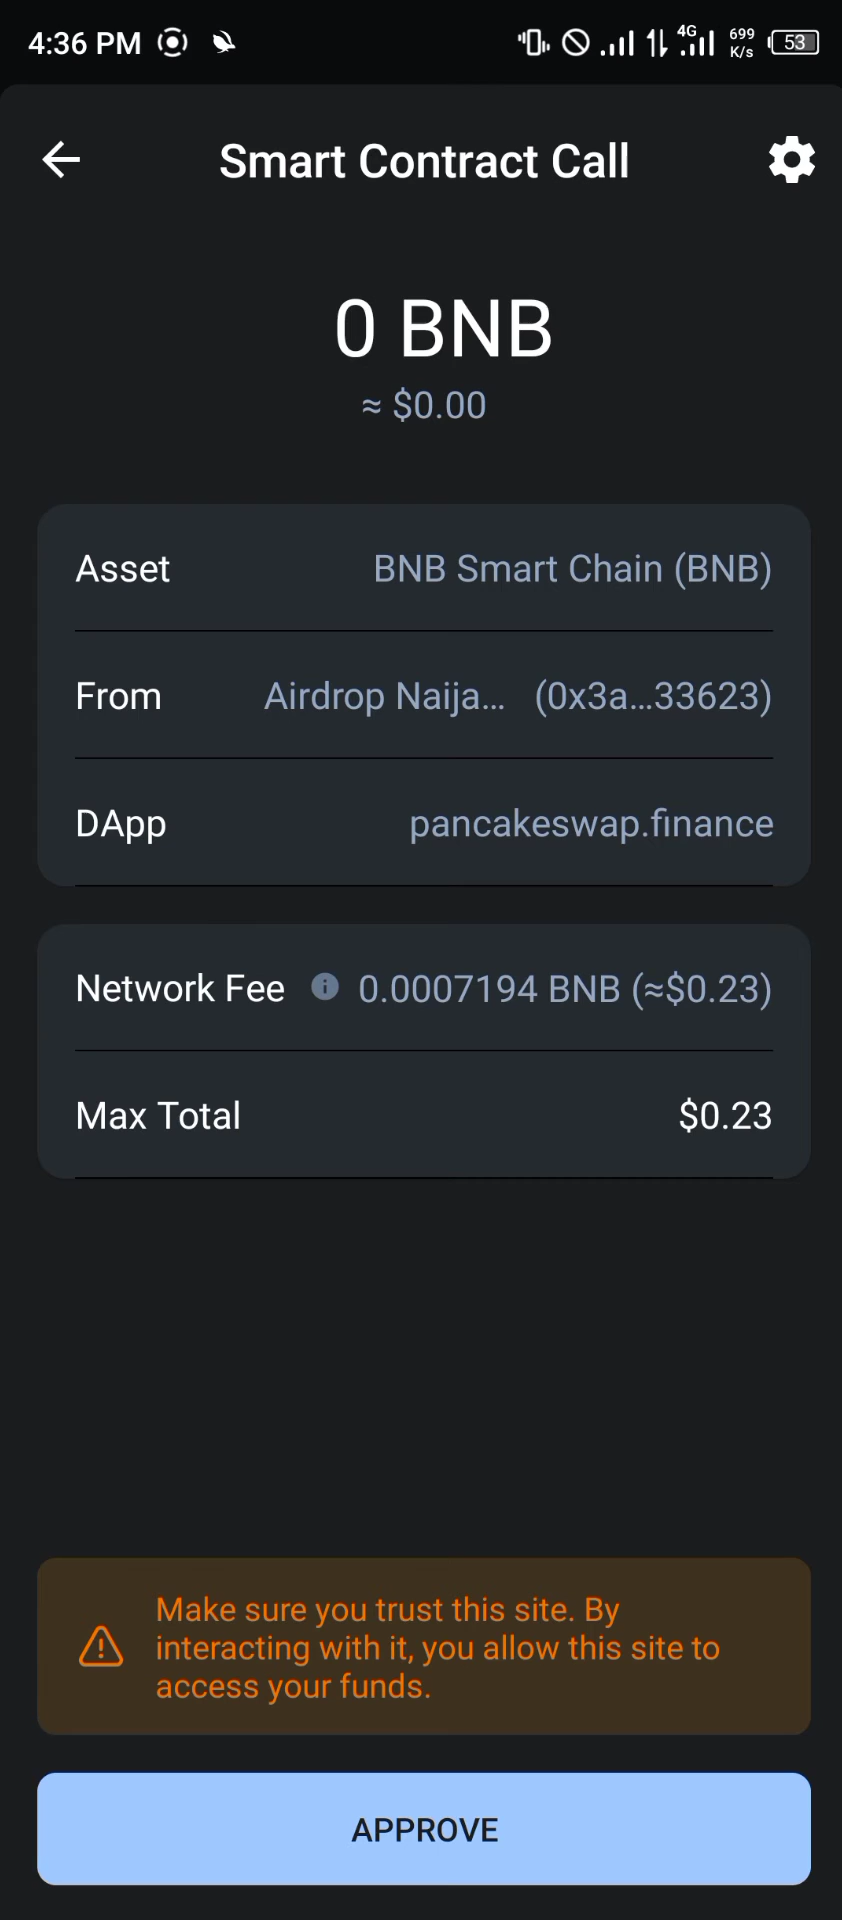 4:36 PM 4G 699 K/s 53
Smart Contract Call
0 BNB
≈ $0.00
Asset BNB Smart Chain (BNB)
From Airdrop Naija... (0x3a...33623)
DApp pancakeswap.finance
Network Fee 0.0007194 BNB (≈$0.23)
Max Total $0.23
Make sure you trust this site. By
interacting with it, you allow this site to
access your funds.
APPROVE